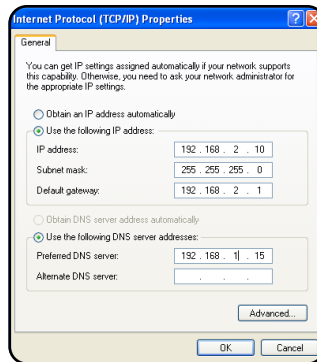 Internet Protocol (TCP/IP) Properties
General
You can get IP settings assigned automatically if your network supports
this capability. Otherwise, you need to ask your network administrator for
the appropriate IP settings.
Obtain an IP address automatically
Use the following IP address:
IP address: 192 . 168 . 2 . 10
Subnet mask: 255 . 255 . 255 . 0
Default gateway: 192 . 168 . 2 . 1
Obtain DNS server address automatically
Use the following DNS server addresses:
Preferred DNS server: 192 . 168 . 1 . 15
Alternate DNS server: . . .
Advanced...
OK Cancel